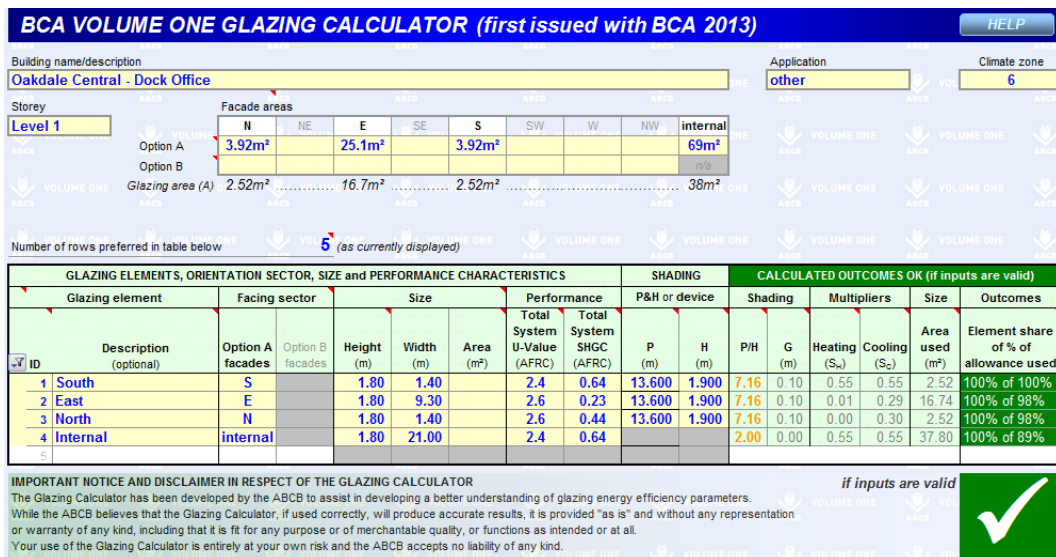 BCA VOLUME ONE GLAZING CALCULATOR (first issued with BCA 2013) HELP
Building name/description Application Climate zone
Oakdale Central - Dock Office other 6
Storey Facade areas
Level 1 N NE E SE S SW W NW internal
Option A 3.92m² 25.1m² 3.92m² 69m²
Option B n/a
Glazing area (A) 2.52m² 16.7m² 2.52m² 38m²
Number of rows preferred in table below 5 (as currently displayed)
GLAZING ELEMENTS, ORIENTATION SECTOR, SIZE and PERFORMANCE CHARACTERISTICS SHADING CALCULATED OUTCOMES OK (if inputs are valid)
Glazing element Facing sector Size Performance P&H or device Shading Multipliers Size Outcomes
ID Description (optional) Option A facades Option B facades Height (m) Width (m) Area (m²) Total System U-Value (AFRC) Total System SHGC (AFRC) P (m) H (m) P/H G Heating (S_H) Cooling (S_C) Area used (m²) Element share of % of allowance used
1 South S 1.80 1.40 2.4 0.64 13.600 1.900 7.16 0.10 0.55 0.55 2.52 100% of 100%
2 East E 1.80 9.30 2.6 0.23 13.600 1.900 7.16 0.10 0.01 0.29 16.74 100% of 98%
3 North N 1.80 1.40 2.6 0.44 13.600 1.900 7.16 0.10 0.00 0.30 2.52 100% of 98%
4 Internal internal 1.80 21.00 2.4 0.64 2.00 0.00 0.55 0.55 37.80 100% of 89%
5
IMPORTANT NOTICE AND DISCLAIMER IN RESPECT OF THE GLAZING CALCULATOR if inputs are valid
The Glazing Calculator has been developed by the ABCB to assist in developing a better understanding of glazing energy efficiency parameters.
While the ABCB believes that the Glazing Calculator, if used correctly, will produce accurate results, it is provided "as is" and without any representation
or warranty of any kind, including that it is fit for any purpose or of merchantable quality, or functions as intended or at all.
Your use of the Glazing Calculator is entirely at your own risk and the ABCB accepts no liability of any kind.